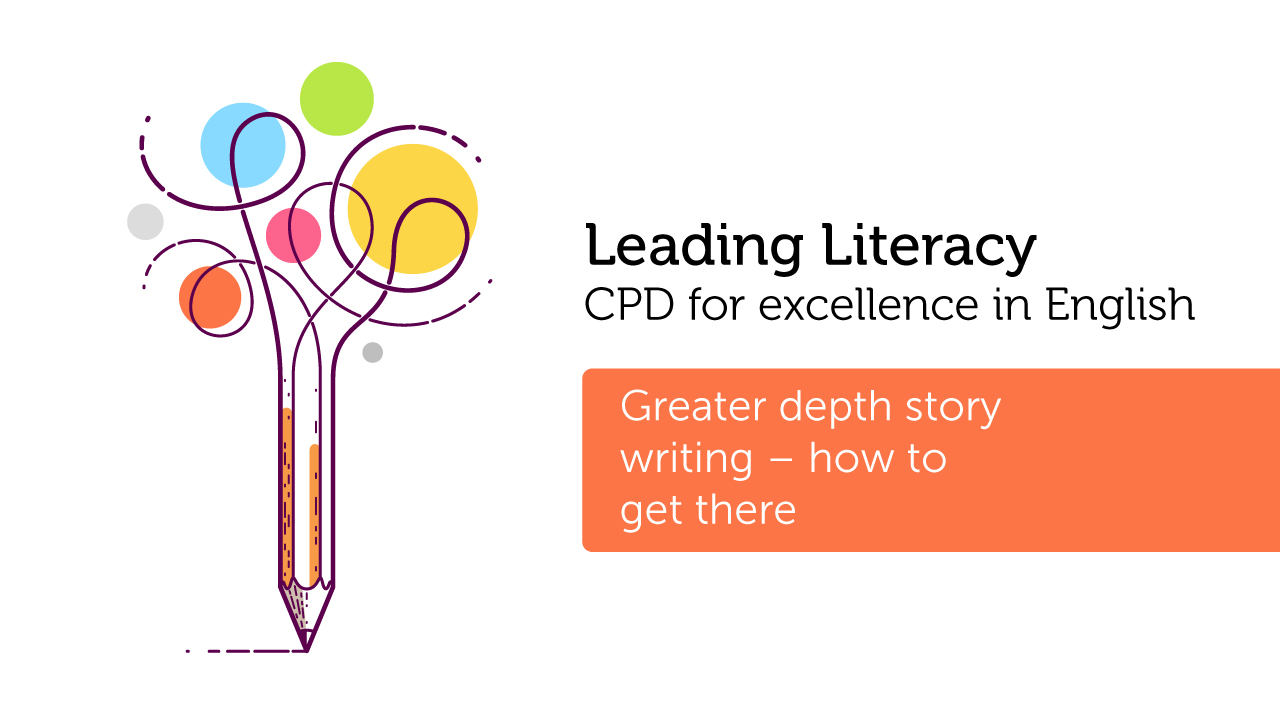 Leading Literacy
CPD for excellence in English
Greater depth story
writing – how to
get there